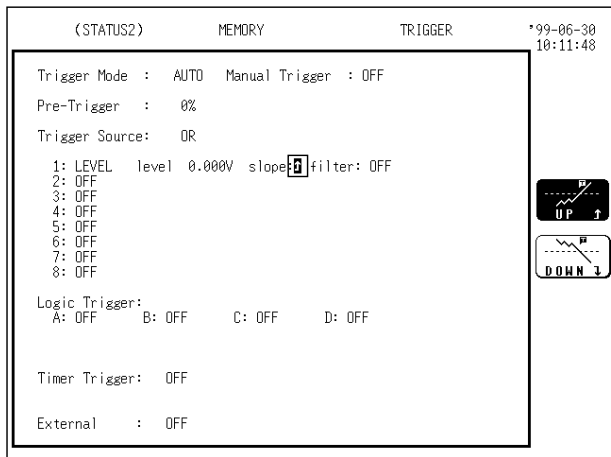 (STATUS2) MEMORY TRIGGER '99-06-30
10:11:48
Trigger Mode : AUTO Manual Trigger : OFF
Pre-Trigger : 0%
Trigger Source: OR
1: LEVEL level 0.000V slope:↥ filter: OFF
2: OFF
3: OFF
4: OFF
5: OFF
6: OFF
7: OFF
8: OFF
Logic Trigger:
A: OFF B: OFF C: OFF D: OFF
Timer Trigger: OFF
External : OFF
T
UP ↥
T
DOWN ↧